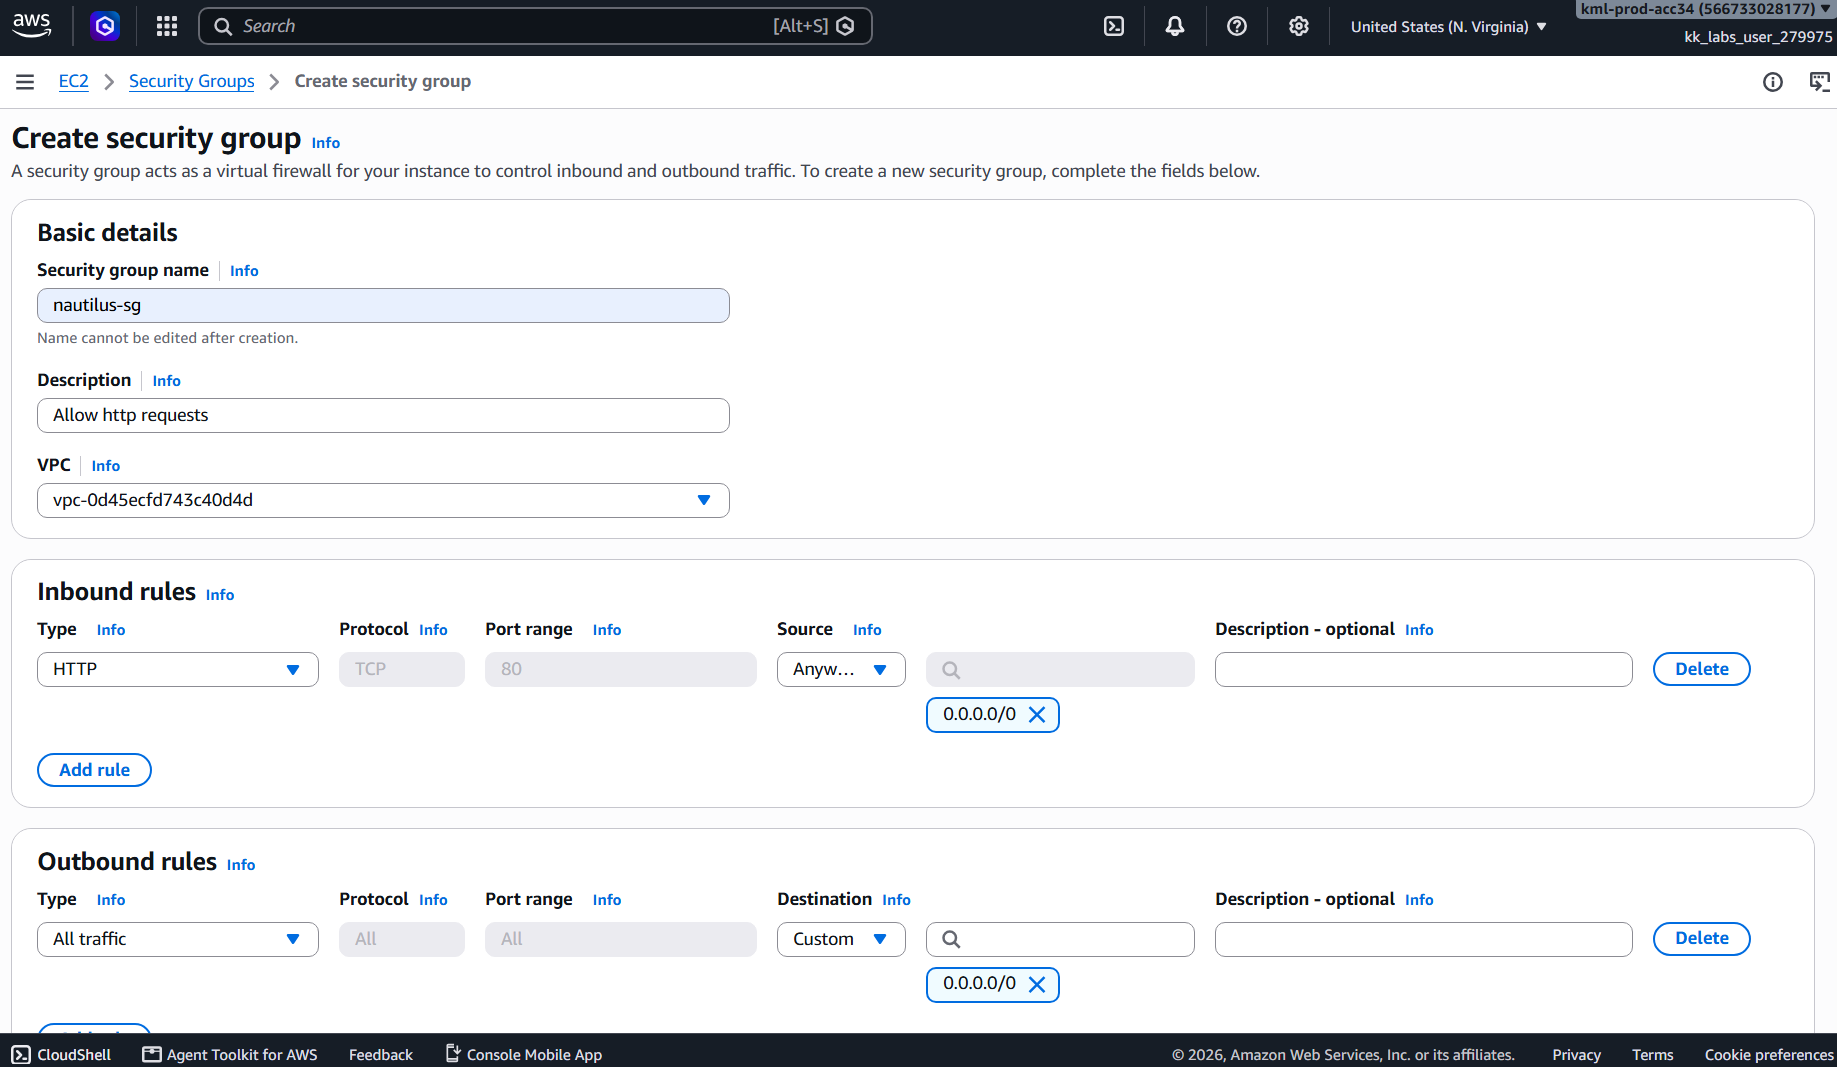 aws
Search [Alt+S]
United States (N. Virginia)
kml-prod-acc34 (566733028177)
kk_labs_user_279975
EC2 Security Groups Create security group
Create security group Info
A security group acts as a virtual firewall for your instance to control inbound and outbound traffic. To create a new security group, complete the fields below.
Basic details
Security group name Info
nautilus-sg
Name cannot be edited after creation.
Description Info
Allow http requests
VPC Info
vpc-0d45ecfd743c40d4d
Inbound rules Info
Type Info Protocol Info Port range Info Source Info Description - optional Info
HTTP TCP 80 Anyw... Delete
0.0.0.0/0
Add rule
Outbound rules Info
Type Info Protocol Info Port range Info Destination Info Description - optional Info
All traffic All All Custom Delete
0.0.0.0/0
CloudShell Agent Toolkit for AWS Feedback Console Mobile App © 2026, Amazon Web Services, Inc. or its affiliates. Privacy Terms Cookie preferences